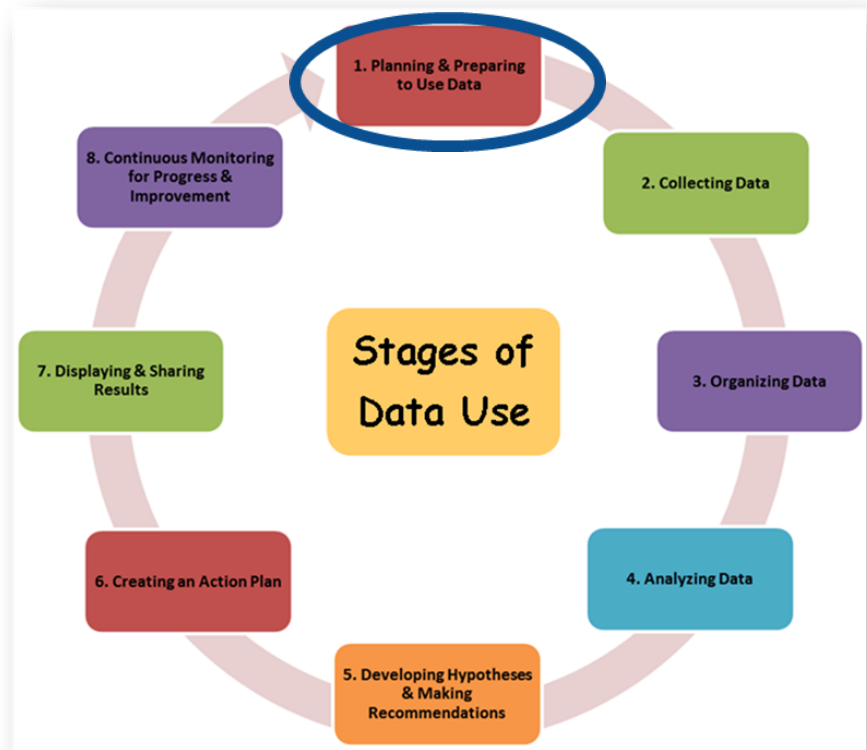 1. Planning & Preparing
to Use Data
2. Collecting Data
3. Organizing Data
4. Analyzing Data
5. Developing Hypotheses
& Making
Recommendations
6. Creating an Action Plan
7. Displaying & Sharing
Results
8. Continuous Monitoring
for Progress &
Improvement
Stages of
Data Use